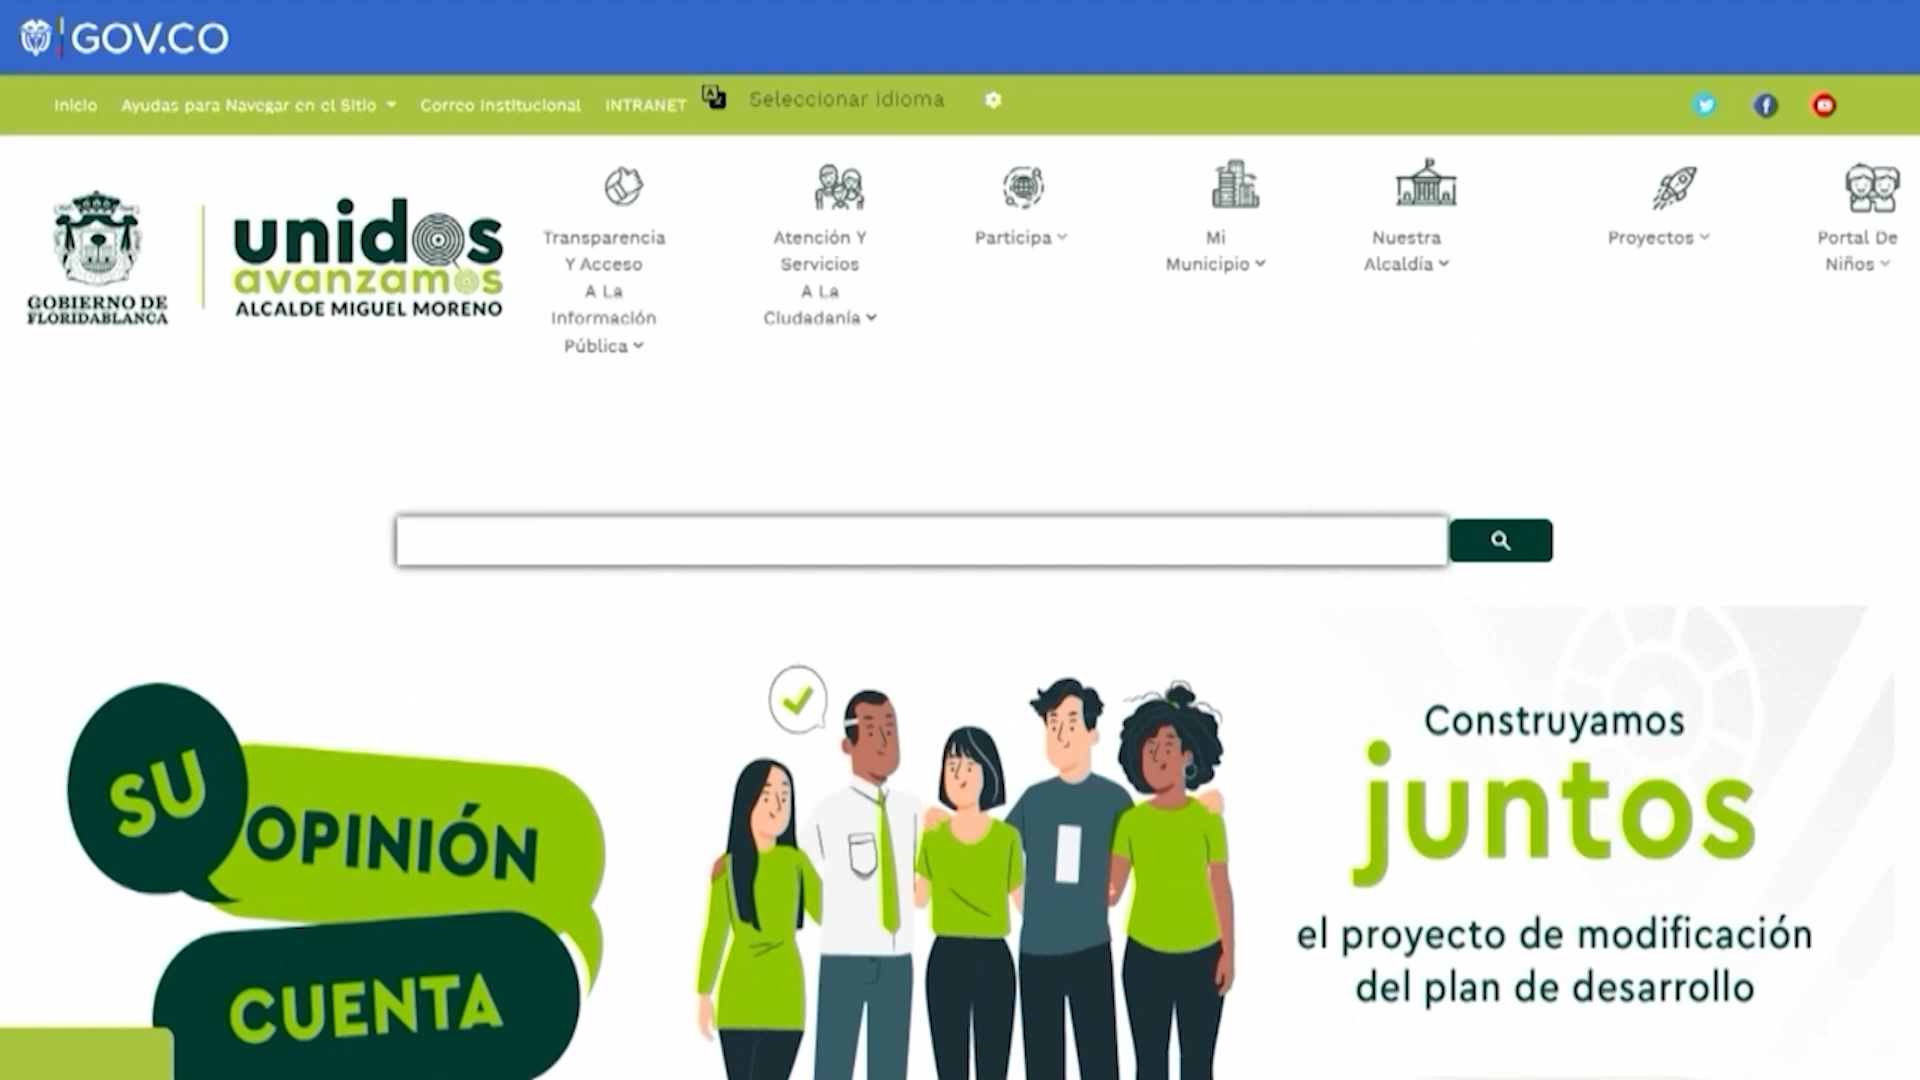 GOV.CO
Inicio Ayudas para Navegar en el Sitio Correo Institucional INTRANET Seleccionar idioma
GOBIERNO DE
FLORIDABLANCA
unidos
avanzamos
ALCALDE MIGUEL MORENO
Transparencia
Y Acceso
A La
Información
Pública
Atención Y
Servicios
A La
Ciudadanía
Participa
Mi
Municipio
Nuestra
Alcaldía
Proyectos
Portal De
Niños
SU
OPINIÓN
CUENTA
Construyamos
juntos
el proyecto de modificación
del plan de desarrollo